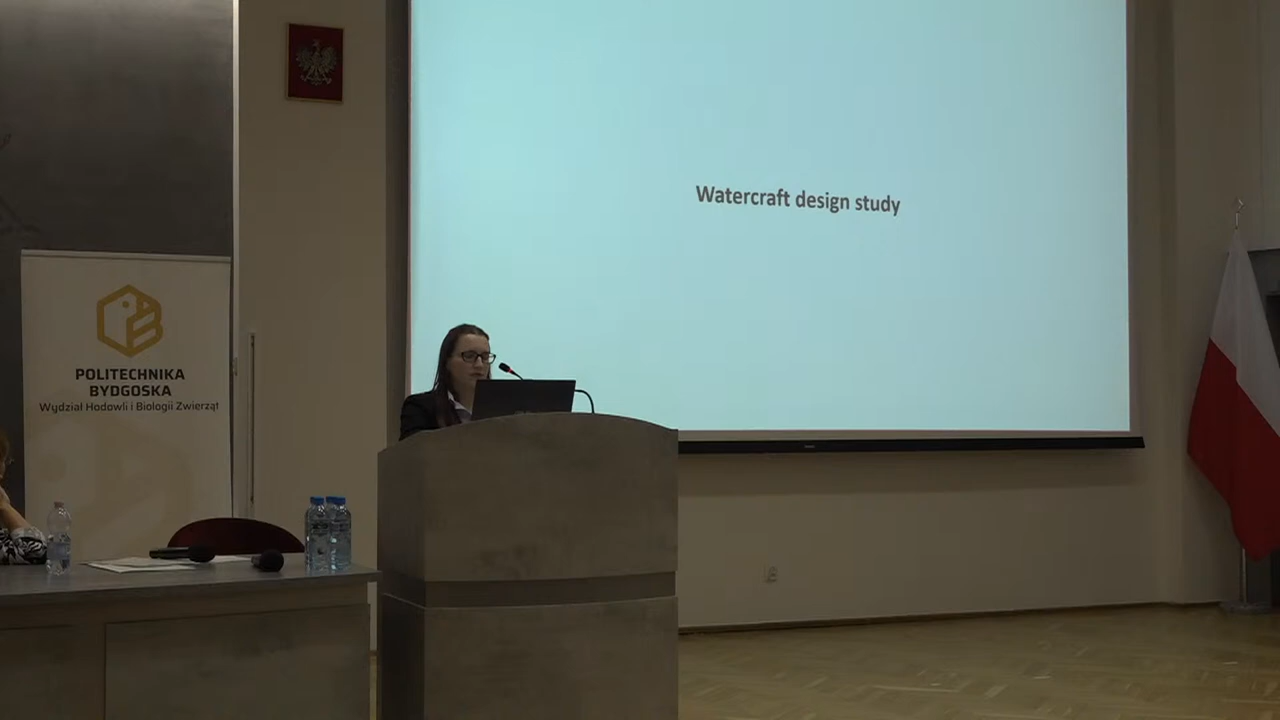 Watercraft design study
POLITECHNIKA
BYDGOSKA
Wydział Hodowli i Biologii Zwierząt